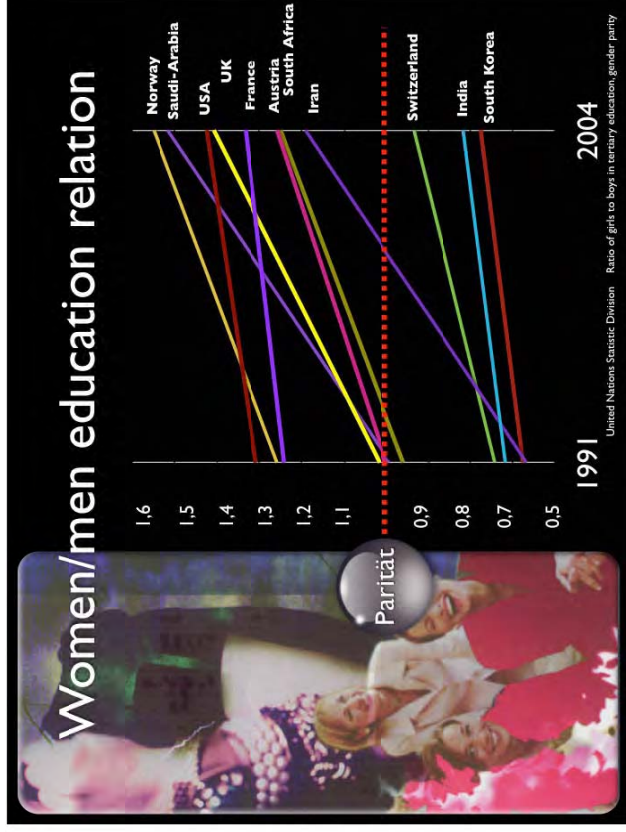 Women/men education relation
Norway
Saudi-Arabia
USA
UK
France
Austria
South Africa
Iran
Switzerland
India
South Korea
1,6
1,5
1,4
1,3
1,2
1,1
Parität
0,9
0,8
0,7
0,5
1991
2004
United Nations Statistic Division Ratio of girls to boys in tertiary education, gender parity